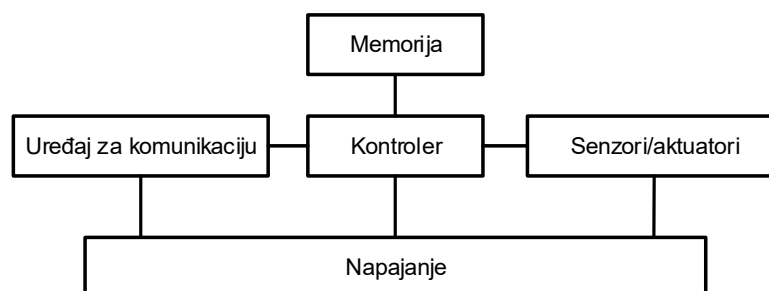 Memorija
Uređaj za komunikaciju
Kontroler
Senzori/aktuatori
Napajanje